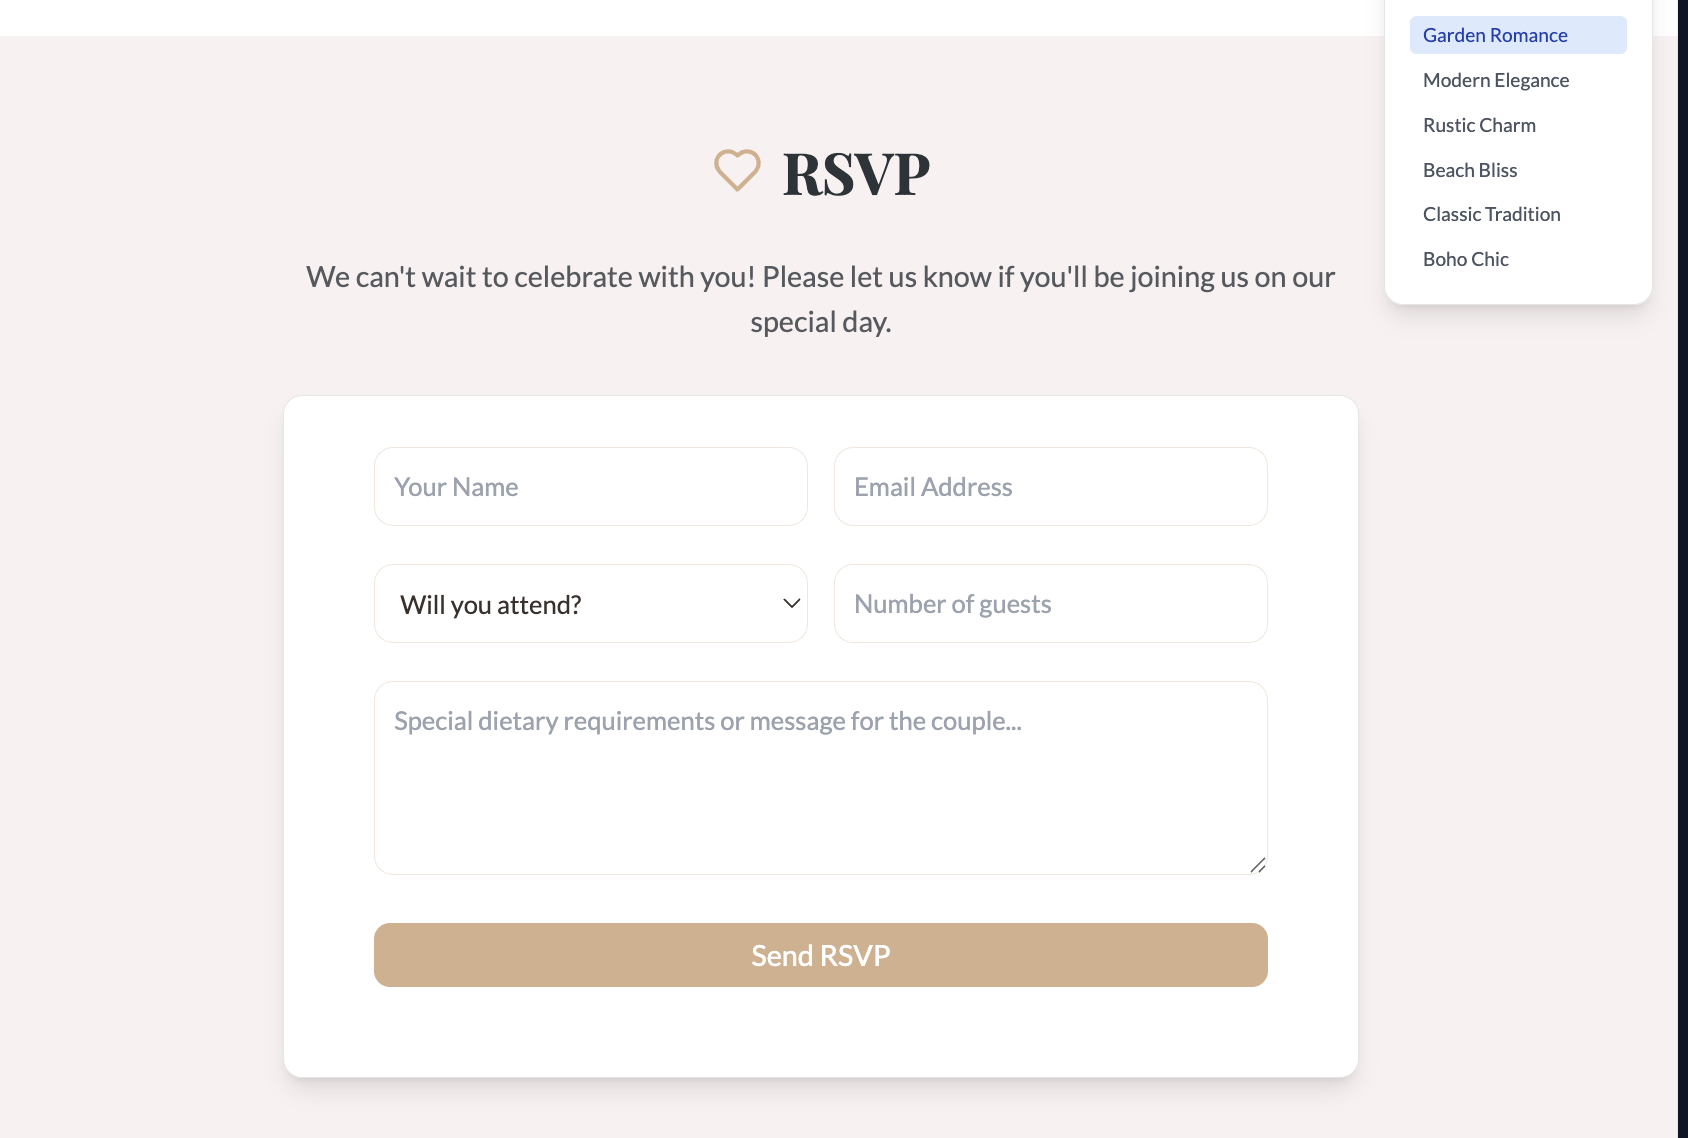 Garden Romance
Modern Elegance
Rustic Charm
Beach Bliss
Classic Tradition
Boho Chic
RSVP
We can't wait to celebrate with you! Please let us know if you'll be joining us on our
special day.
Your Name
Email Address
Will you attend?
Number of guests
Special dietary requirements or message for the couple...
Send RSVP